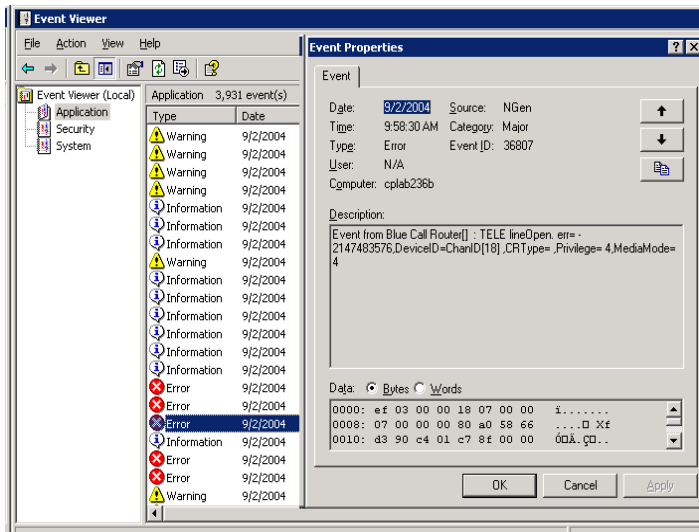 Event Viewer
File Action View Help
Event Viewer (Local)
Application
Security
System
Application 3,931 event(s)
Type Date
Warning 9/2/2004
Warning 9/2/2004
Warning 9/2/2004
Warning 9/2/2004
Information 9/2/2004
Information 9/2/2004
Information 9/2/2004
Warning 9/2/2004
Information 9/2/2004
Information 9/2/2004
Information 9/2/2004
Information 9/2/2004
Information 9/2/2004
Information 9/2/2004
Error 9/2/2004
Error 9/2/2004
Error 9/2/2004
Information 9/2/2004
Error 9/2/2004
Error 9/2/2004
Warning 9/2/2004
Event Properties
Event
Date: 9/2/2004 Source: NGen
Time: 9:58:30 AM Category: Major
Type: Error Event ID: 36807
User: N/A
Computer: cplab236b
Description:
Event from Blue Call Router[] : TELE lineOpen. err= -
2147483576,DeviceID=ChanID[18] ,CRType= ,Privilege= 4,MediaMode=
4
Data: Bytes Words
0000: ef 03 00 00 18 07 00 00 ï.......
0008: 07 00 00 00 80 a0 58 66 ....□ Xf
0010: d3 90 c4 01 c7 8f 00 00 Ó□Ä.Ç□..
OK Cancel Apply